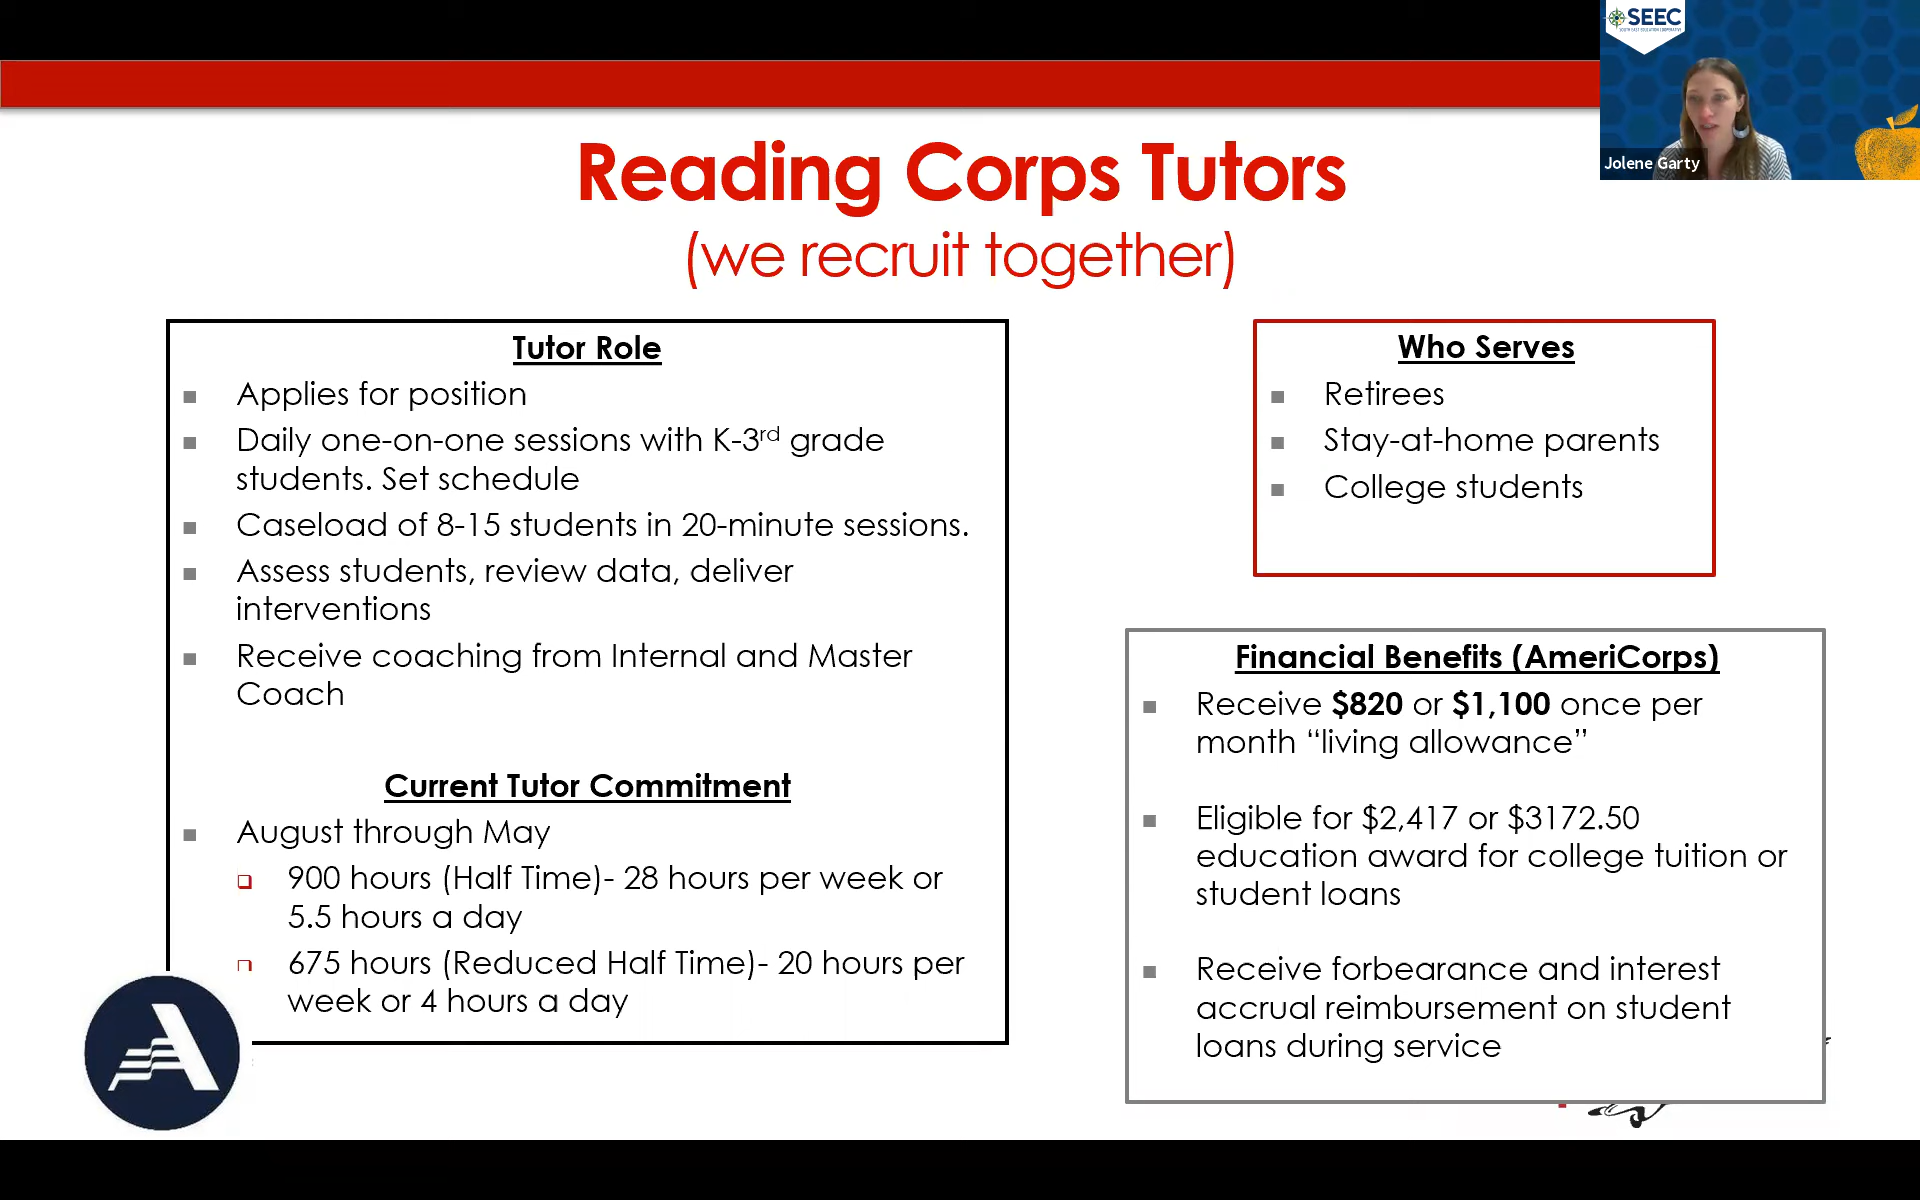 SEEC
SOUTH EAST EDUCATION COOPERATIVE
Jolene Garty
Reading Corps Tutors
(we recruit together)
Tutor Role
Applies for position
Daily one-on-one sessions with K-3rd grade
students. Set schedule
Caseload of 8-15 students in 20-minute sessions.
Assess students, review data, deliver
interventions
Receive coaching from Internal and Master
Coach
Current Tutor Commitment
August through May
900 hours (Half Time)- 28 hours per week or
5.5 hours a day
675 hours (Reduced Half Time)- 20 hours per
week or 4 hours a day
Who Serves
Retirees
Stay-at-home parents
College students
Financial Benefits (AmeriCorps)
Receive $820 or $1,100 once per
month “living allowance”
Eligible for $2,417 or $3172.50
education award for college tuition or
student loans
Receive forbearance and interest
accrual reimbursement on student
loans during service